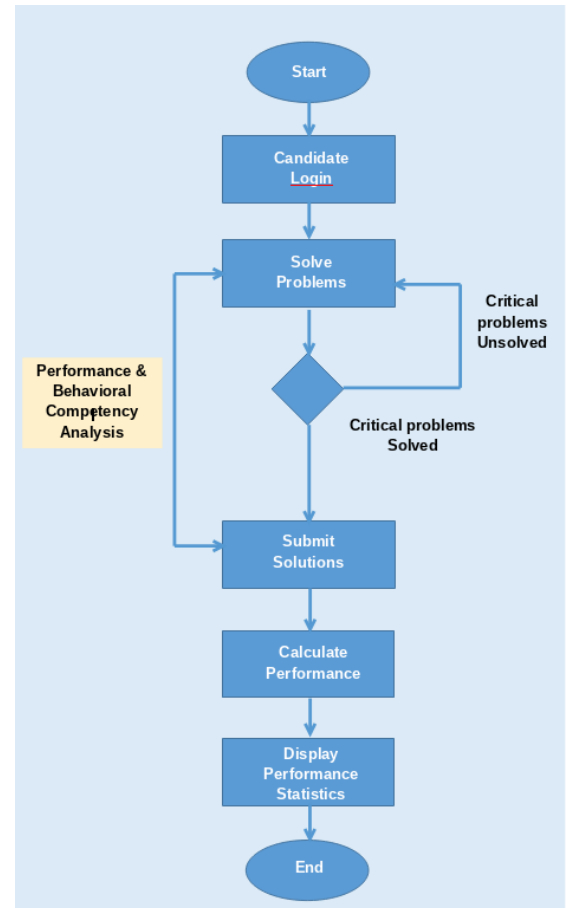 Start
Candidate
Login
Solve
Problems
Critical
problems
Unsolved
Performance &
Behavioral
Competency
Analysis
Critical problems
Solved
Submit
Solutions
Calculate
Performance
Display
Performance
Statistics
End